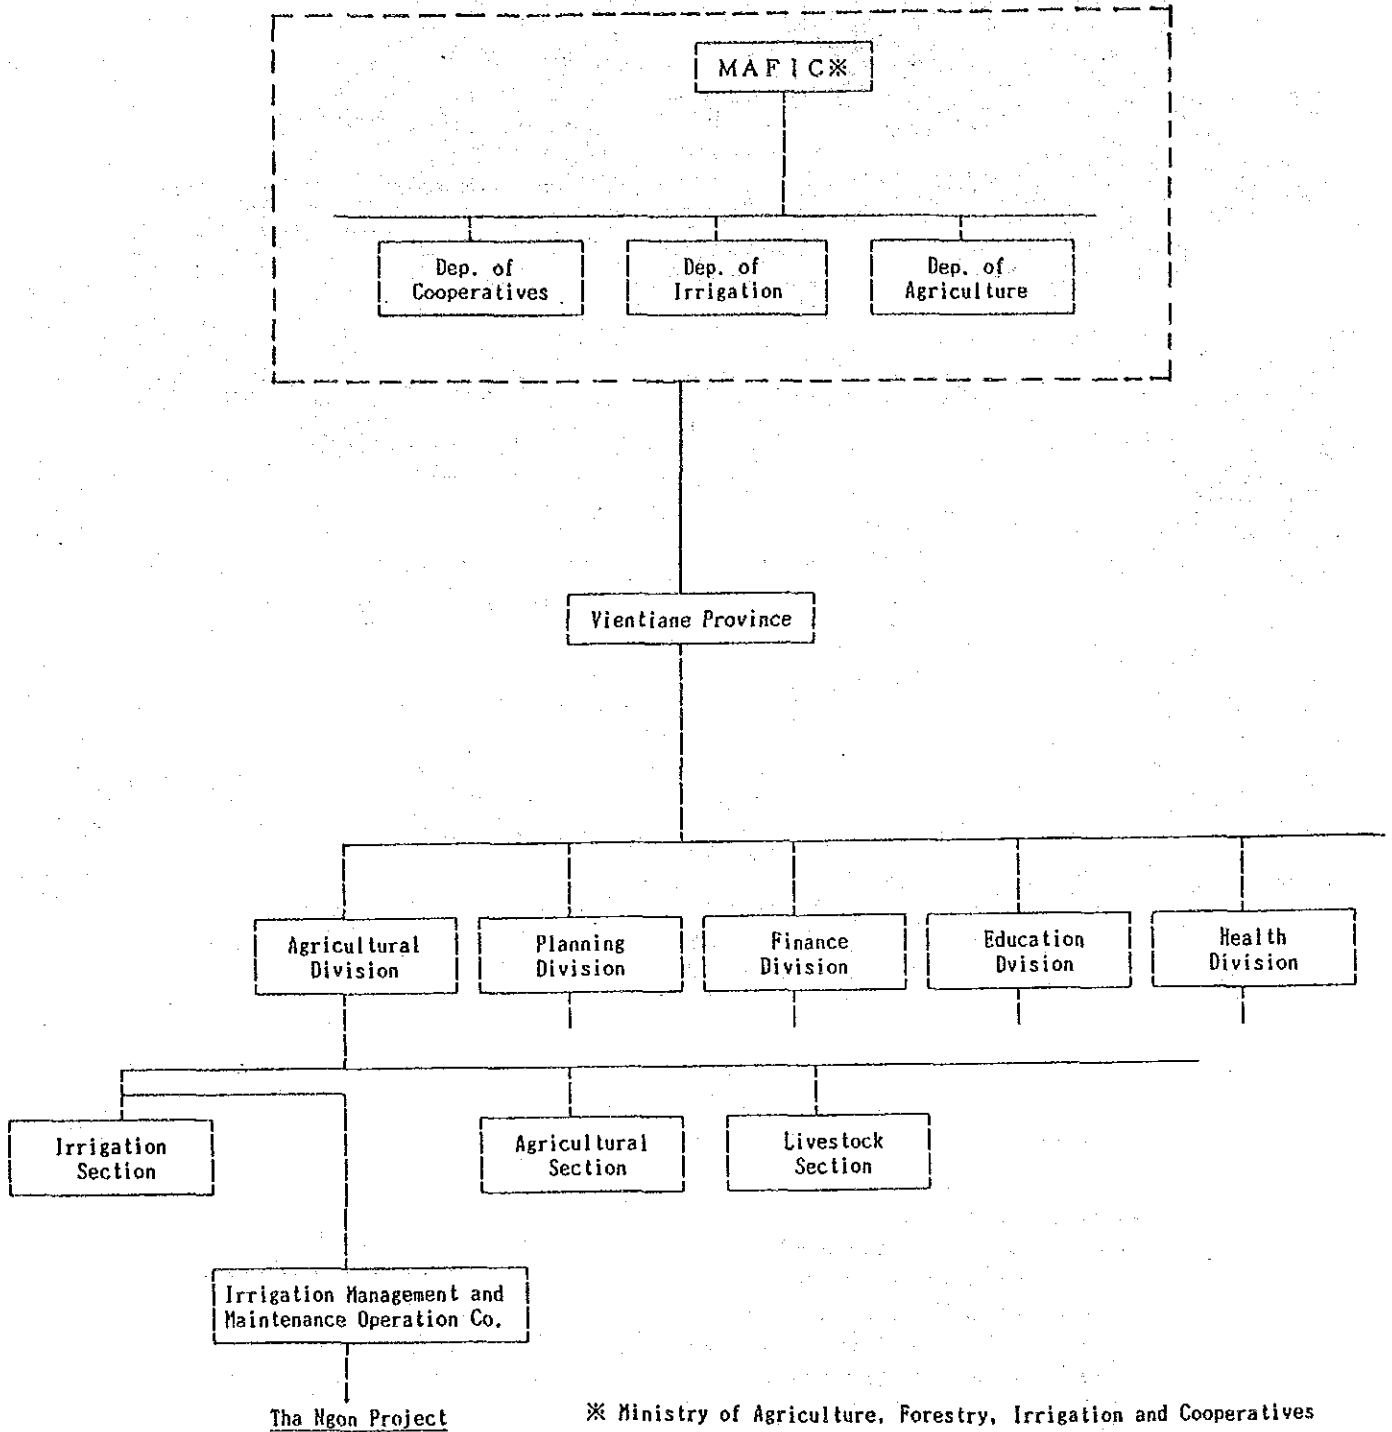 MAFIC※
Dep. of
Cooperatives
Dep. of
Irrigation
Dep. of
Agriculture
Vientiane Province
Agricultural
Division
Planning
Division
Finance
Division
Education
Dvision
Health
Division
Irrigation
Section
Agricultural
Section
Livestock
Section
Irrigation Management and
Maintenance Operation Co.
Tha Ngon Project
※ Ministry of Agriculture, Forestry, Irrigation and Cooperatives